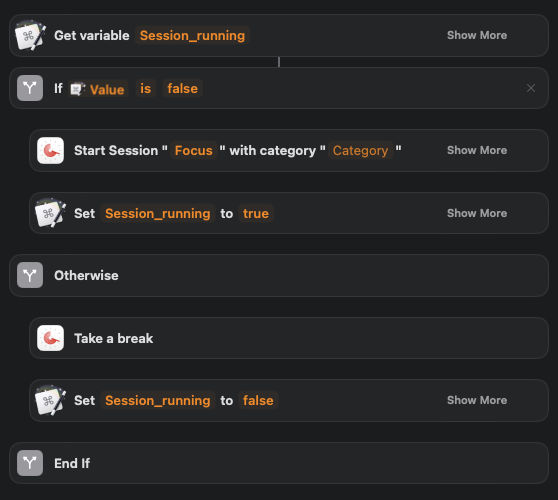 Get variable Session_running Show More
If Value is false
Start Session " Focus " with category " Category " Show More
Set Session_running to true Show More
Otherwise
Take a break
Set Session_running to false Show More
End If